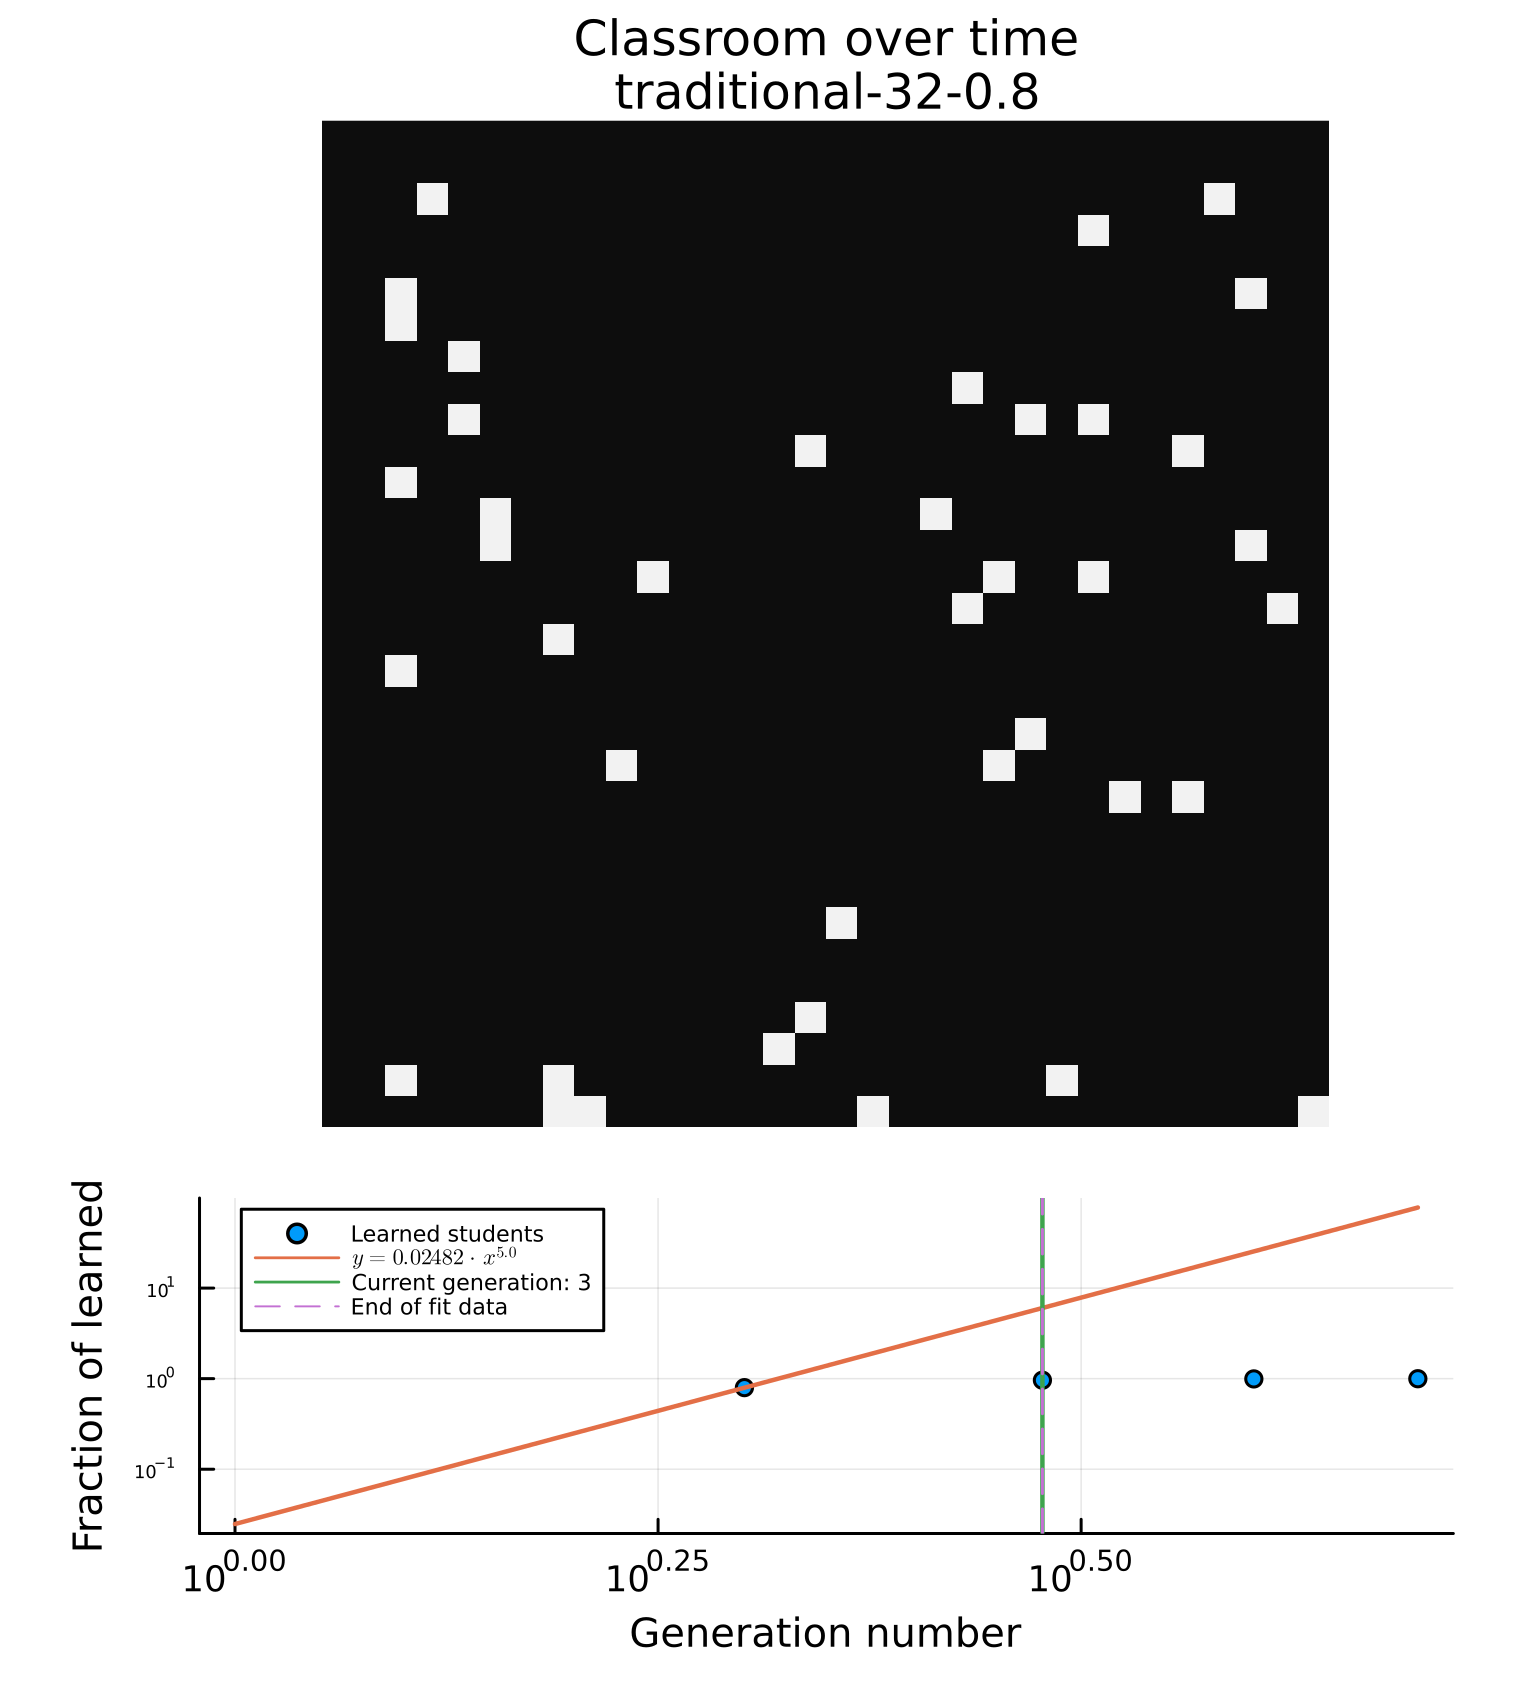 Classroom over time
traditional-32-0.8
Fraction of learned
Learned students
y = 0.02482 · x^5.0
Current generation: 3
End of fit data
10^1
10^0
10^−1
10^0.00
10^0.25
10^0.50
Generation number